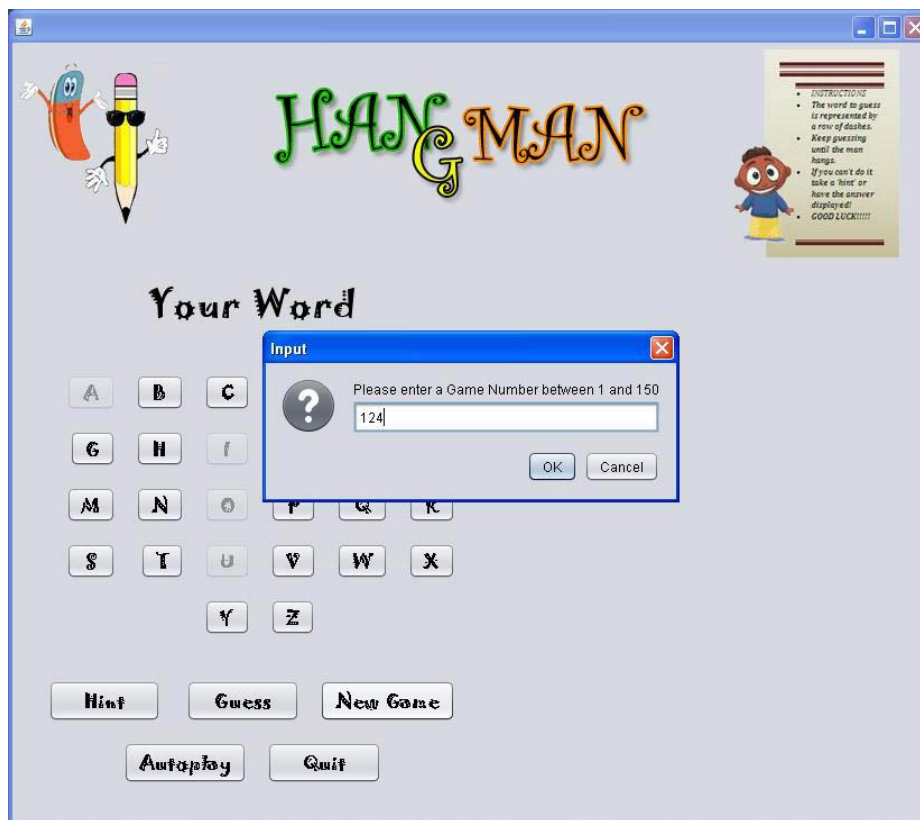 HANGMAN
INSTRUCTIONS
The word to guess
is represented by
a row of dashes.
Keep guessing
until the man
hangs.
If you can't do it
take a 'hint' or
have the answer
displayed!
GOOD LUCK!!!!!
Your Word
Input
Please enter a Game Number between 1 and 150
124
OK Cancel
A B C
G H I
M N O P Q R
S T U V W X
Y Z
Hint Guess New Game
Autoplay Quit